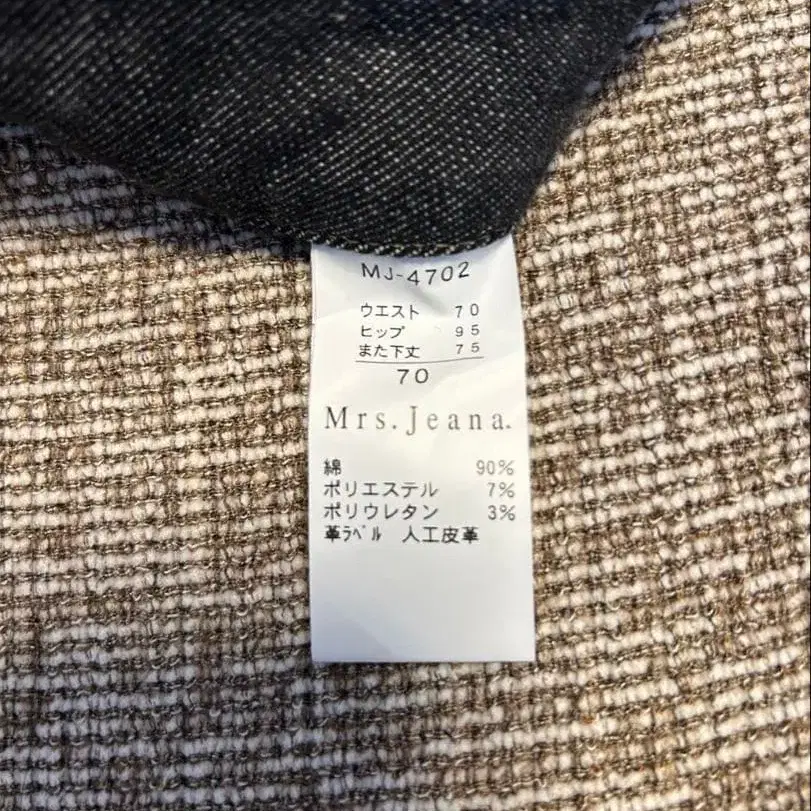 MJ-4702
ウエスト 70
ヒップ 95
また下丈 75
70
Mrs.Jeana.
綿 90%
ポリエステル 7%
ポリウレタン 3%
革ﾗﾍﾞﾙ 人工皮革